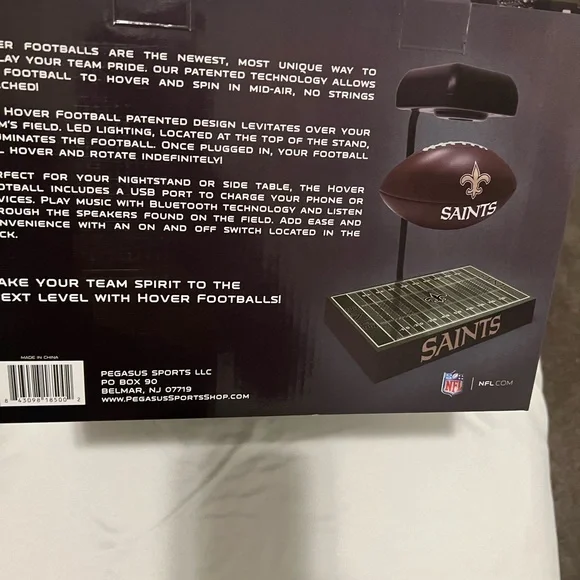 ER FOOTBALLS ARE THE NEWEST, MOST UNIQUE WAY TO
LAY YOUR TEAM PRIDE. OUR PATENTED TECHNOLOGY ALLOWS
FOOTBALL TO HOVER AND SPIN IN MID-AIR, NO STRINGS
CHED!
HOVER FOOTBALL PATENTED DESIGN LEVITATES OVER YOUR
M'S FIELD. LED LIGHTING, LOCATED AT THE TOP OF THE STAND,
MINATES THE FOOTBALL. ONCE PLUGGED IN, YOUR FOOTBALL
L HOVER AND ROTATE INDEFINITELY!
RFECT FOR YOUR NIGHTSTAND OR SIDE TABLE, THE HOVER
OTBALL INCLUDES A USB PORT TO CHARGE YOUR PHONE OR
VICES. PLAY MUSIC WITH BLUETOOTH TECHNOLOGY AND LISTEN
ROUGH THE SPEAKERS FOUND ON THE FIELD. ADD EASE AND
NVENIENCE WITH AN ON AND OFF SWITCH LOCATED IN THE
CK.
AKE YOUR TEAM SPIRIT TO THE
EXT LEVEL WITH HOVER FOOTBALLS!
MADE IN CHINA
8 43098 18500 2
PEGASUS SPORTS LLC
PO BOX 90
BELMAR, NJ 07719
WWW.PEGASUSSPORTSSHOP.COM
SAINTS
SAINTS
NFL | NFL.COM